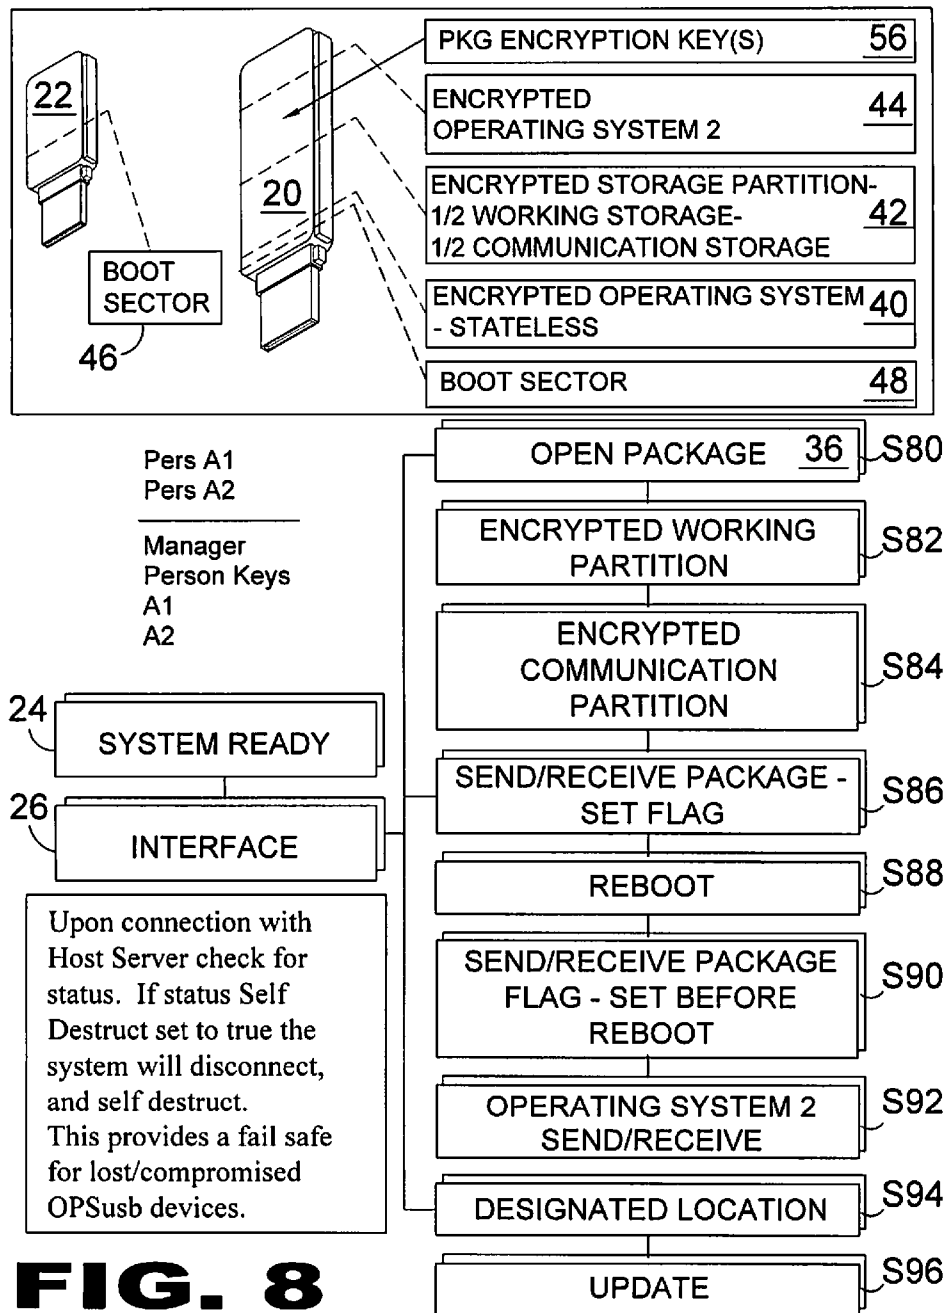 PKG ENCRYPTION KEY(S) 56
22
ENCRYPTED
OPERATING SYSTEM 2 44
20
ENCRYPTED STORAGE PARTITION-
1/2 WORKING STORAGE-
1/2 COMMUNICATION STORAGE 42
BOOT
SECTOR
46
ENCRYPTED OPERATING SYSTEM
- STATELESS 40
BOOT SECTOR 48
Pers A1
Pers A2
Manager
Person Keys
A1
A2
OPEN PACKAGE 36 S80
ENCRYPTED WORKING
PARTITION S82
ENCRYPTED
COMMUNICATION
PARTITION S84
24 SYSTEM READY
26 INTERFACE
SEND/RECEIVE PACKAGE -
SET FLAG S86
REBOOT S88
SEND/RECEIVE PACKAGE
FLAG - SET BEFORE
REBOOT S90
OPERATING SYSTEM 2
SEND/RECEIVE S92
DESIGNATED LOCATION S94
UPDATE S96
Upon connection with
Host Server check for
status. If status Self
Destruct set to true the
system will disconnect,
and self destruct.
This provides a fail safe
for lost/compromised
OPSusb devices.
FIG. 8